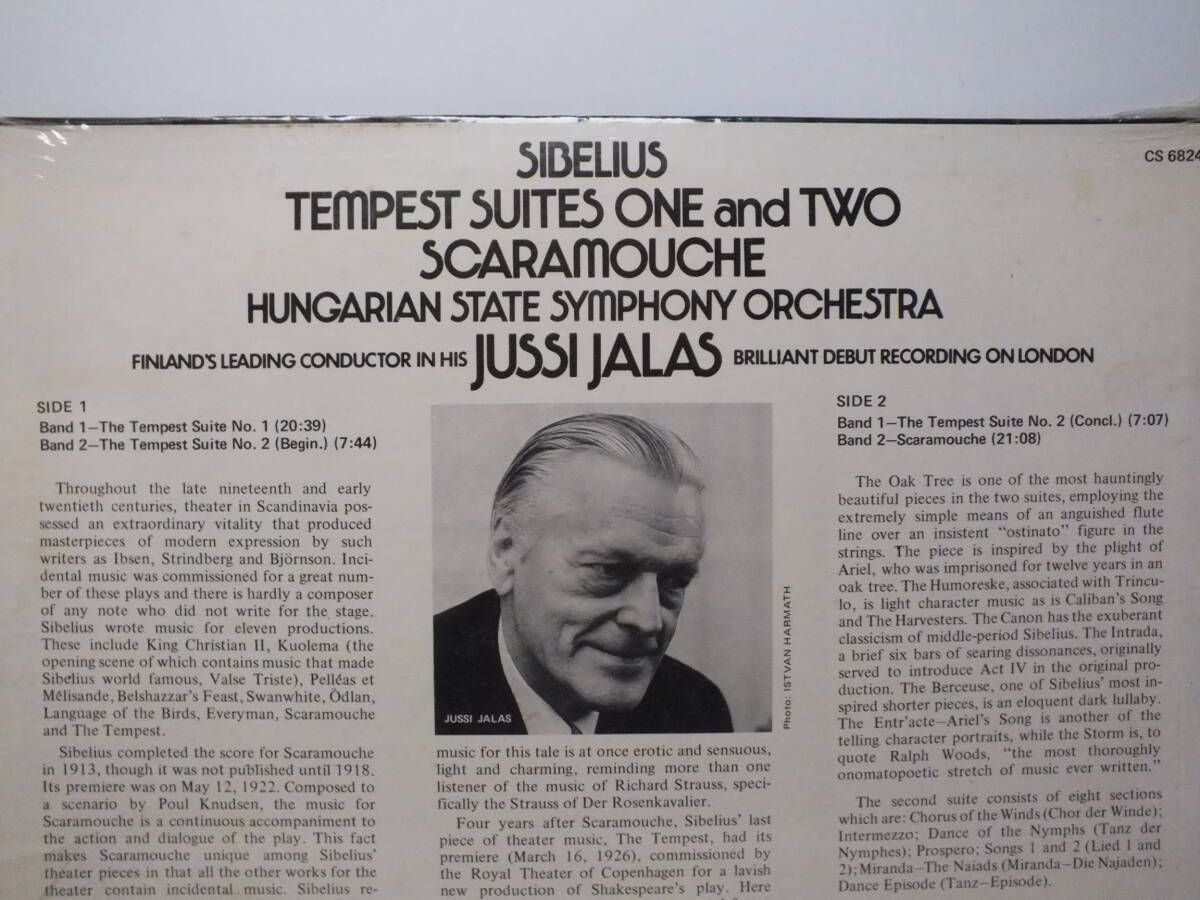 SIBELIUS
CS 6824
TEMPEST SUITES ONE and TWO
SCARAMOUCHE
HUNGARIAN STATE SYMPHONY ORCHESTRA
FINLAND'S LEADING CONDUCTOR IN HIS JUSSI JALAS BRILLIANT DEBUT RECORDING ON LONDON
SIDE 1
Band 1—The Tempest Suite No. 1 (20:39)
Band 2—The Tempest Suite No. 2 (Begin.) (7:44)
Throughout the late nineteenth and early
twentieth centuries, theater in Scandinavia pos-
sessed an extraordinary vitality that produced
masterpieces of modern expression by such
writers as Ibsen, Strindberg and Björnson. Inci-
dental music was commissioned for a great num-
ber of these plays and there is hardly a composer
of any note who did not write for the stage.
Sibelius wrote music for eleven productions.
These include King Christian II, Kuolema (the
opening scene of which contains music that made
Sibelius world famous, Valse Triste), Pelléas et
Mélisande, Belshazzar's Feast, Swanwhite, Ödlan,
Language of the Birds, Everyman, Scaramouche
and The Tempest.
Sibelius completed the score for Scaramouche
in 1913, though it was not published until 1918.
Its premiere was on May 12, 1922. Composed to
a scenario by Poul Knudsen, the music for
Scaramouche is a continuous accompaniment to
the action and dialogue of the play. This fact
makes Scaramouche unique among Sibelius'
theater pieces in that all the other works for the
theater contain incidental music. Sibelius re-
JUSSI JALAS
Photo: ISTVAN HARMATH
music for this tale is at once erotic and sensuous,
light and charming, reminding more than one
listener of the music of Richard Strauss, speci-
fically the Strauss of Der Rosenkavalier.
Four years after Scaramouche, Sibelius' last
piece of theater music, The Tempest, had its
premiere (March 16, 1926), commissioned by
the Royal Theater of Copenhagen for a lavish
new production of Shakespeare's play. Here
SIDE 2
Band 1—The Tempest Suite No. 2 (Concl.) (7:07)
Band 2—Scaramouche (21:08)
The Oak Tree is one of the most hauntingly
beautiful pieces in the two suites, employing the
extremely simple means of an anguished flute
line over an insistent "ostinato" figure in the
strings. The piece is inspired by the plight of
Ariel, who was imprisoned for twelve years in an
oak tree. The Humoreske, associated with Trincu-
lo, is light character music as is Caliban's Song
and The Harvesters. The Canon has the exuberant
classicism of middle-period Sibelius. The Intrada,
a brief six bars of searing dissonances, originally
served to introduce Act IV in the original pro-
duction. The Berceuse, one of Sibelius' most in-
spired shorter pieces, is an eloquent dark lullaby.
The Entr'acte—Ariel's Song is another of the
telling character portraits, while the Storm is, to
quote Ralph Woods, "the most thoroughly
onomatopoetic stretch of music ever written."
The second suite consists of eight sections
which are: Chorus of the Winds (Chor der Winde);
Intermezzo; Dance of the Nymphs (Tanz der
Nymphes); Prospero; Songs 1 and 2 (Lied 1 and
2); Miranda—The Naiads (Miranda—Die Najaden);
Dance Episode (Tanz—Episode).